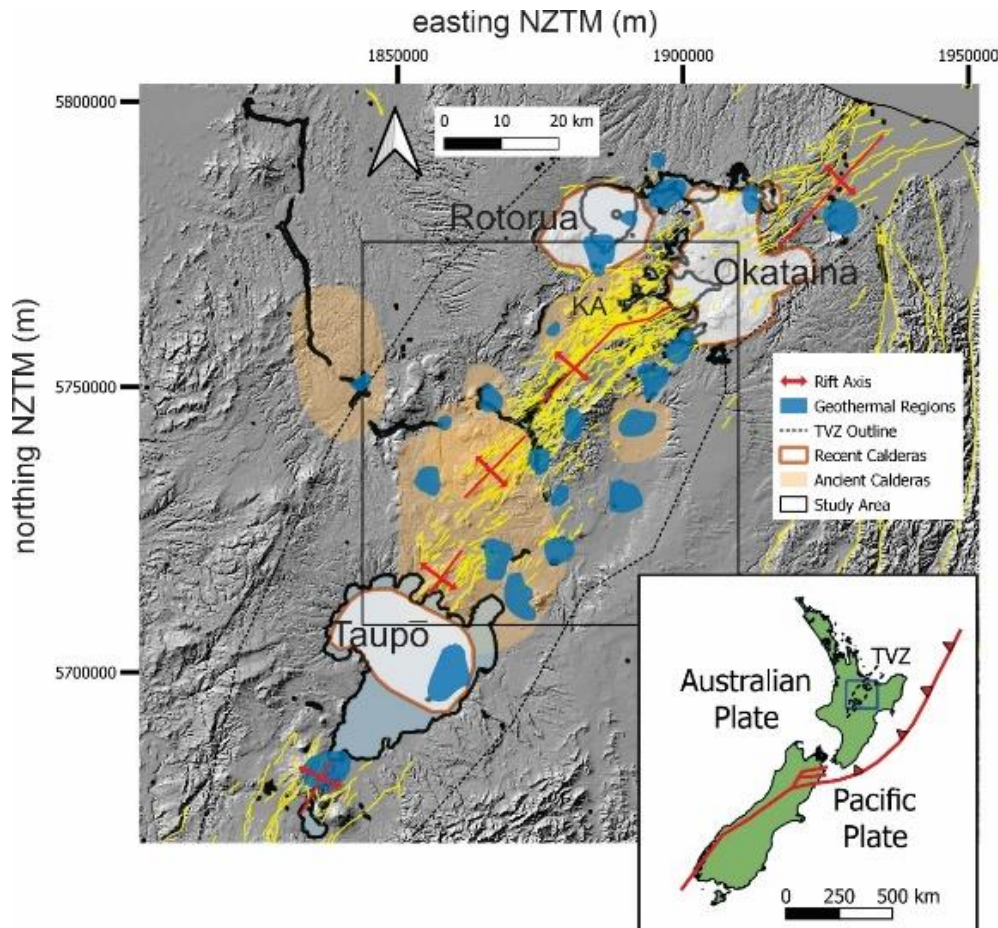 easting NZTM (m)
1850000
1900000
1950000
5800000
0 10 20 km
Rotorua
Okataina
KA
northing NZTM (m)
5750000
Rift Axis
Geothermal Regions
TVZ Outline
Recent Calderas
Ancient Calderas
Study Area
Taupō
5700000
TVZ
Australian
Plate
Pacific
Plate
0 250 500 km